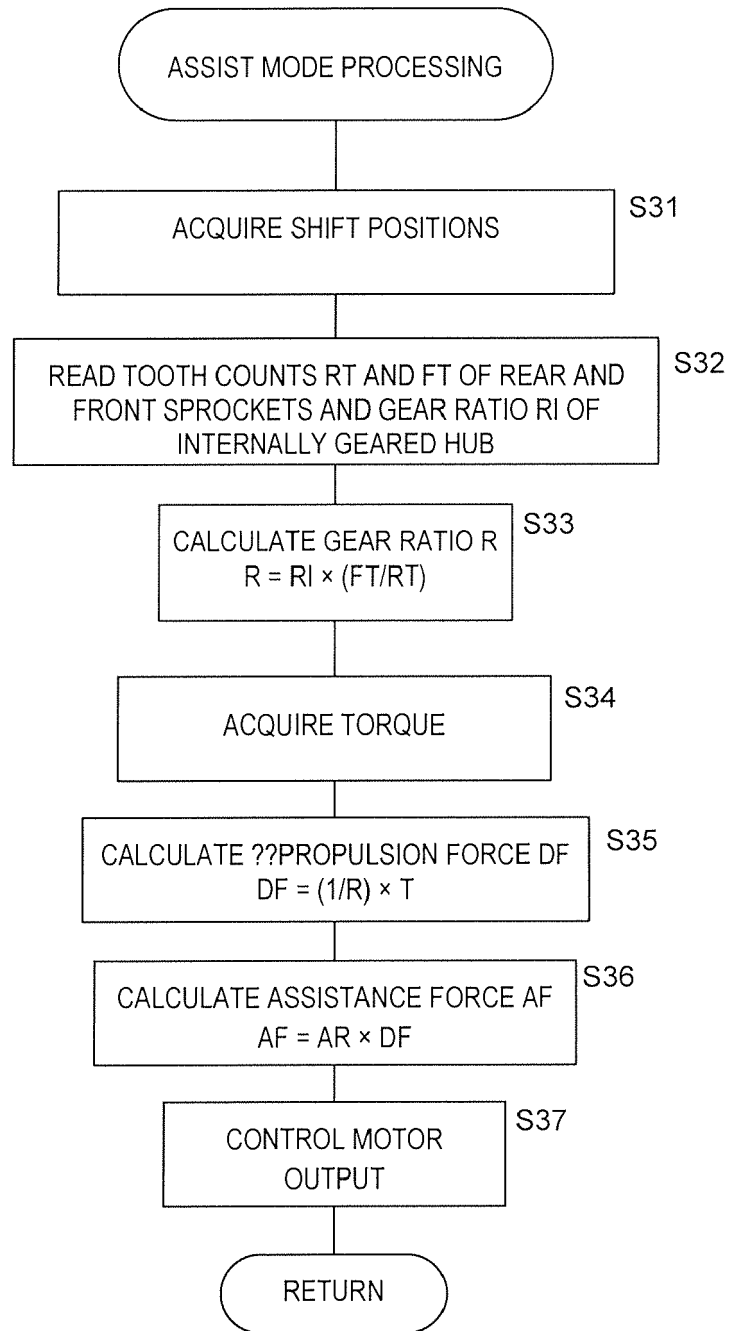 ASSIST MODE PROCESSING
ACQUIRE SHIFT POSITIONS
S31
READ TOOTH COUNTS RT AND FT OF REAR AND
FRONT SPROCKETS AND GEAR RATIO RI OF
INTERNALLY GEARED HUB
S32
CALCULATE GEAR RATIO R
R = RI × (FT/RT)
S33
ACQUIRE TORQUE
S34
CALCULATE ??PROPULSION FORCE DF
DF = (1/R) × T
S35
CALCULATE ASSISTANCE FORCE AF
AF = AR × DF
S36
CONTROL MOTOR
OUTPUT
S37
RETURN